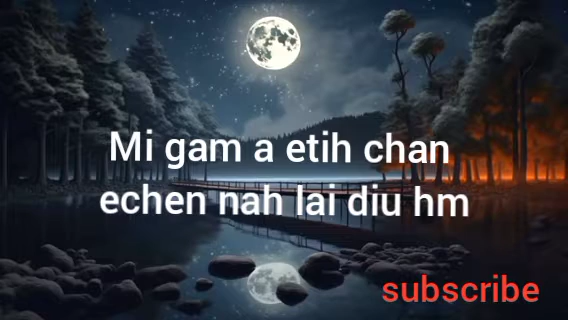 Mi gam a etih chan
echen nah lai diu hm
subscribe